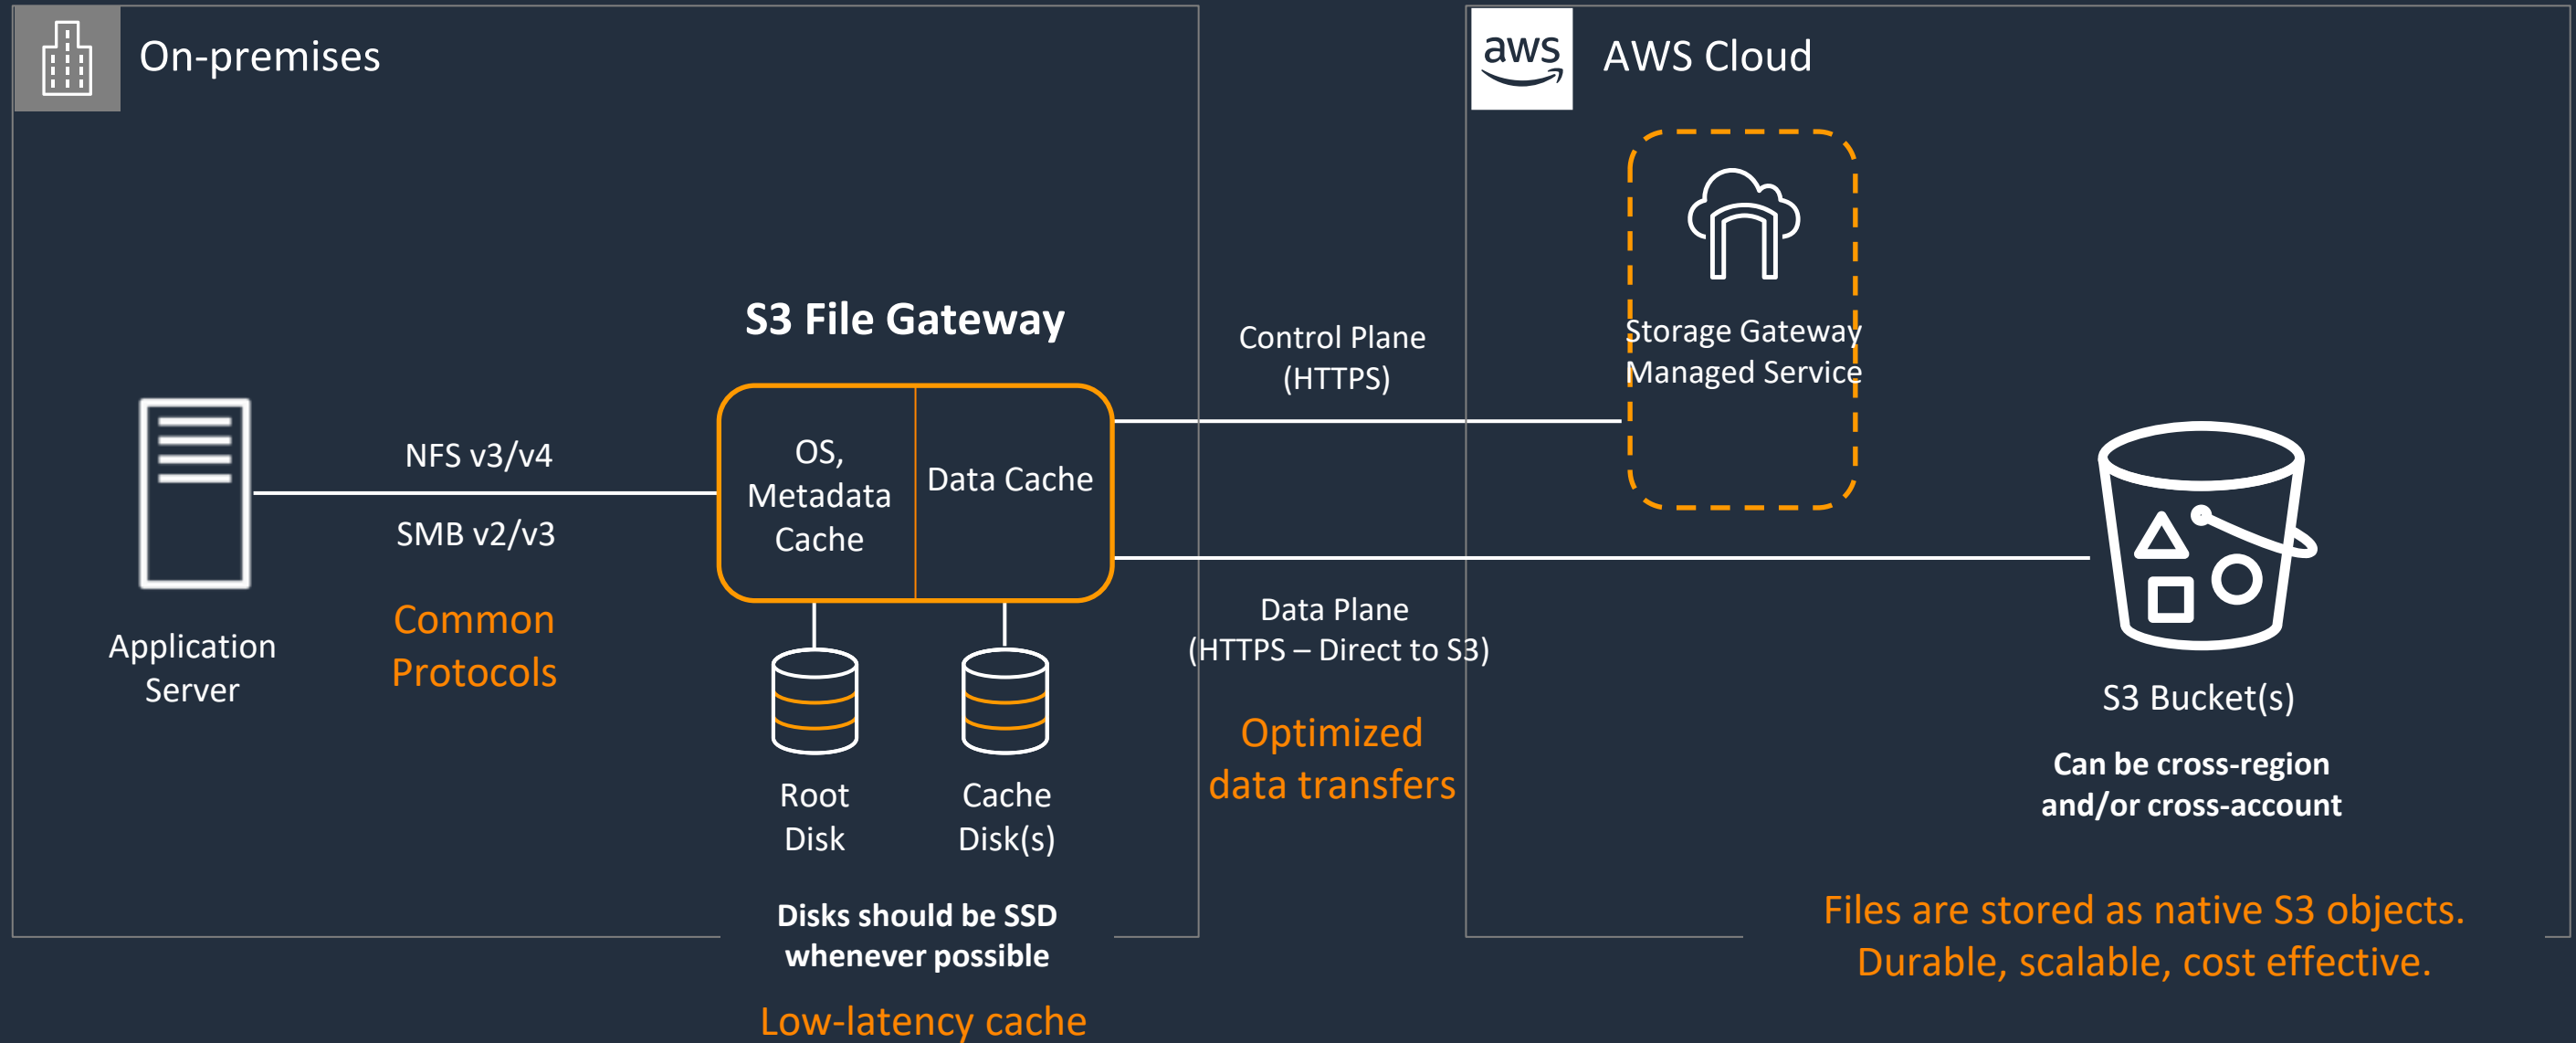 On-premises
aws
AWS Cloud
S3 File Gateway
Control Plane
(HTTPS)
Storage Gateway
Managed Service
NFS v3/v4
SMB v2/v3
OS,
Metadata
Cache
Data Cache
Common
Protocols
Application
Server
Data Plane
(HTTPS – Direct to S3)
Optimized
data transfers
S3 Bucket(s)
Can be cross-region
and/or cross-account
Root
Disk
Cache
Disk(s)
Disks should be SSD
whenever possible
Low-latency cache
Files are stored as native S3 objects.
Durable, scalable, cost effective.